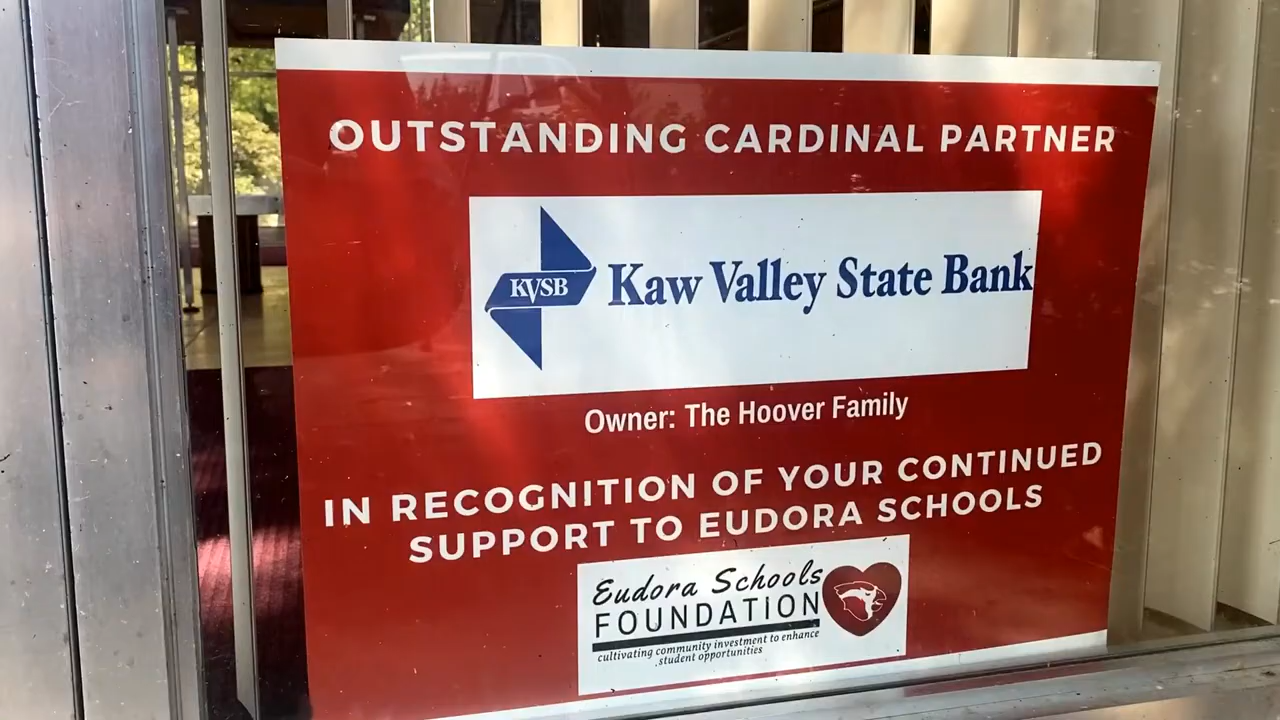 OUTSTANDING CARDINAL PARTNER
KVSB
Kaw Valley State Bank
Owner: The Hoover Family
IN RECOGNITION OF YOUR CONTINUED
SUPPORT TO EUDORA SCHOOLS
Eudora Schools
FOUNDATION
cultivating community investment to enhance
student opportunities